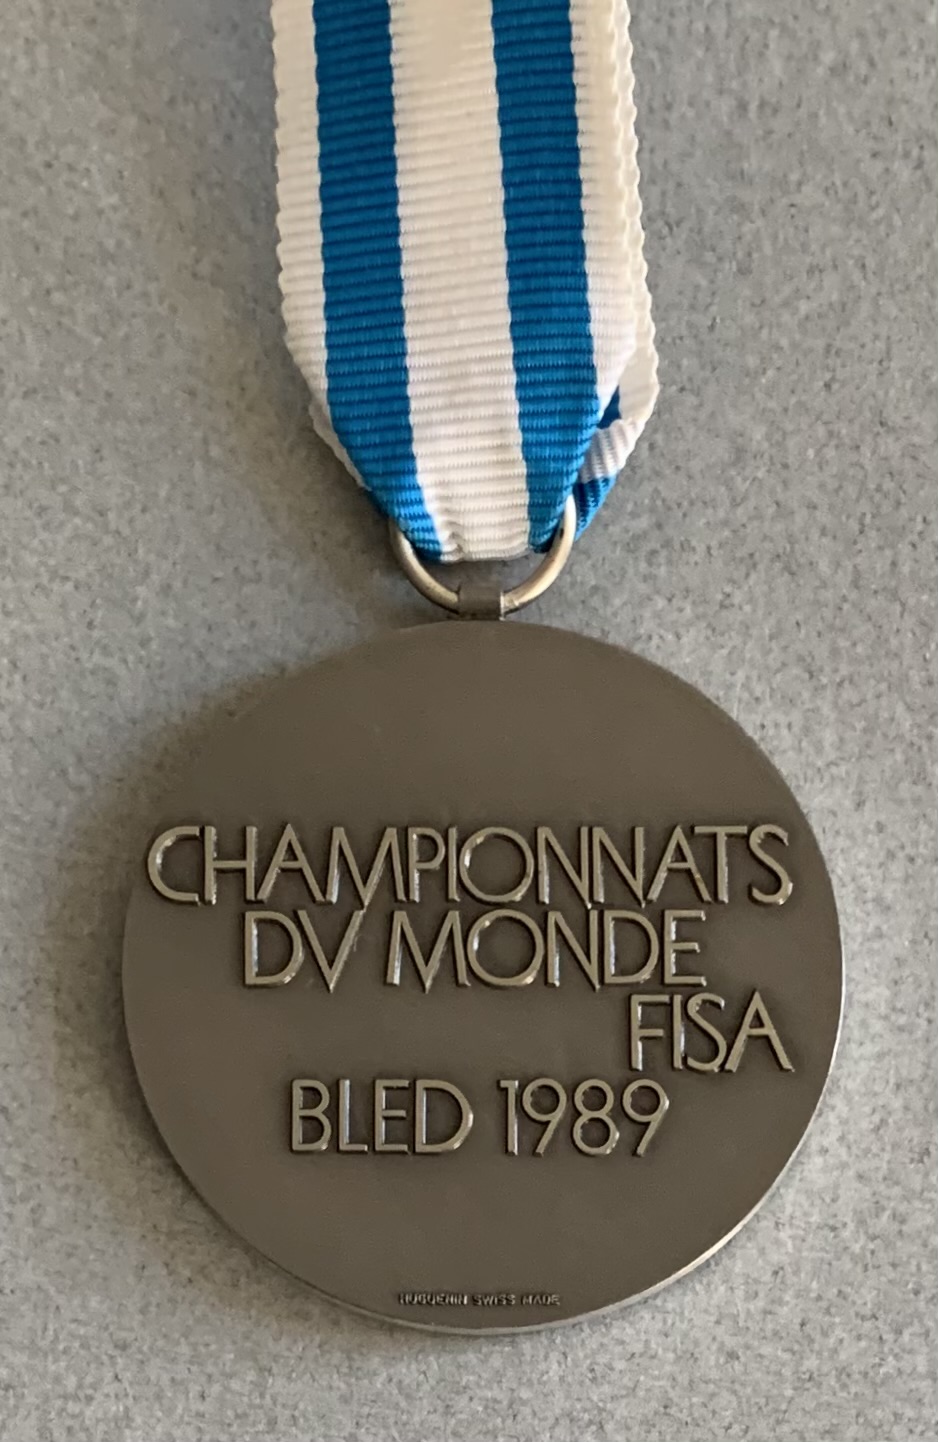 CHAMPIONNATS
DV MONDE
FISA
BLED 1989
HUGUENIN SWISS MADE